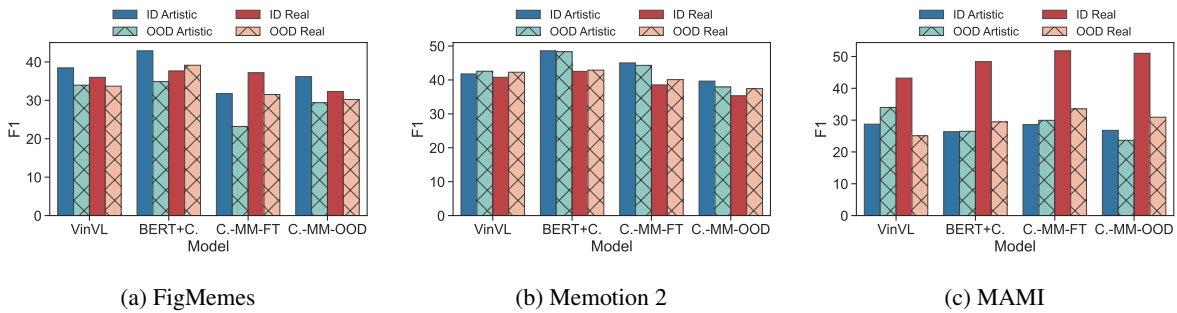 ID Artistic ID Real
OOD Artistic OOD Real
40
30
20
10
0
F1
VinVL BERT+C. C.-MM-FT C.-MM-OOD
Model
(a) FigMemes
ID Artistic ID Real
OOD Artistic OOD Real
50
40
30
20
10
0
F1
VinVL BERT+C. C.-MM-FT C.-MM-OOD
Model
(b) Memotion 2
ID Artistic ID Real
OOD Artistic OOD Real
50
40
30
20
10
0
F1
VinVL BERT+C. C.-MM-FT C.-MM-OOD
Model
(c) MAMI